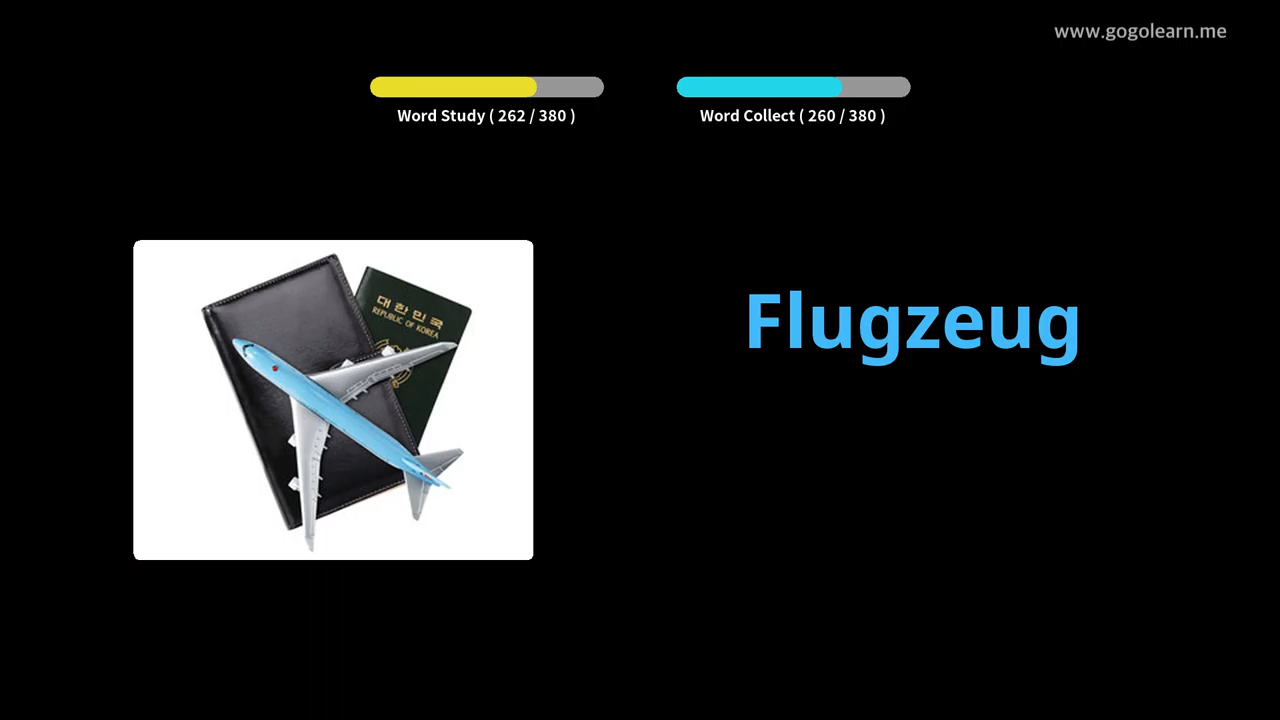 www.gogolearn.me
Word Study ( 262 / 380 )
Word Collect ( 260 / 380 )
대한민국
REPUBLIC OF KOREA
Flugzeug